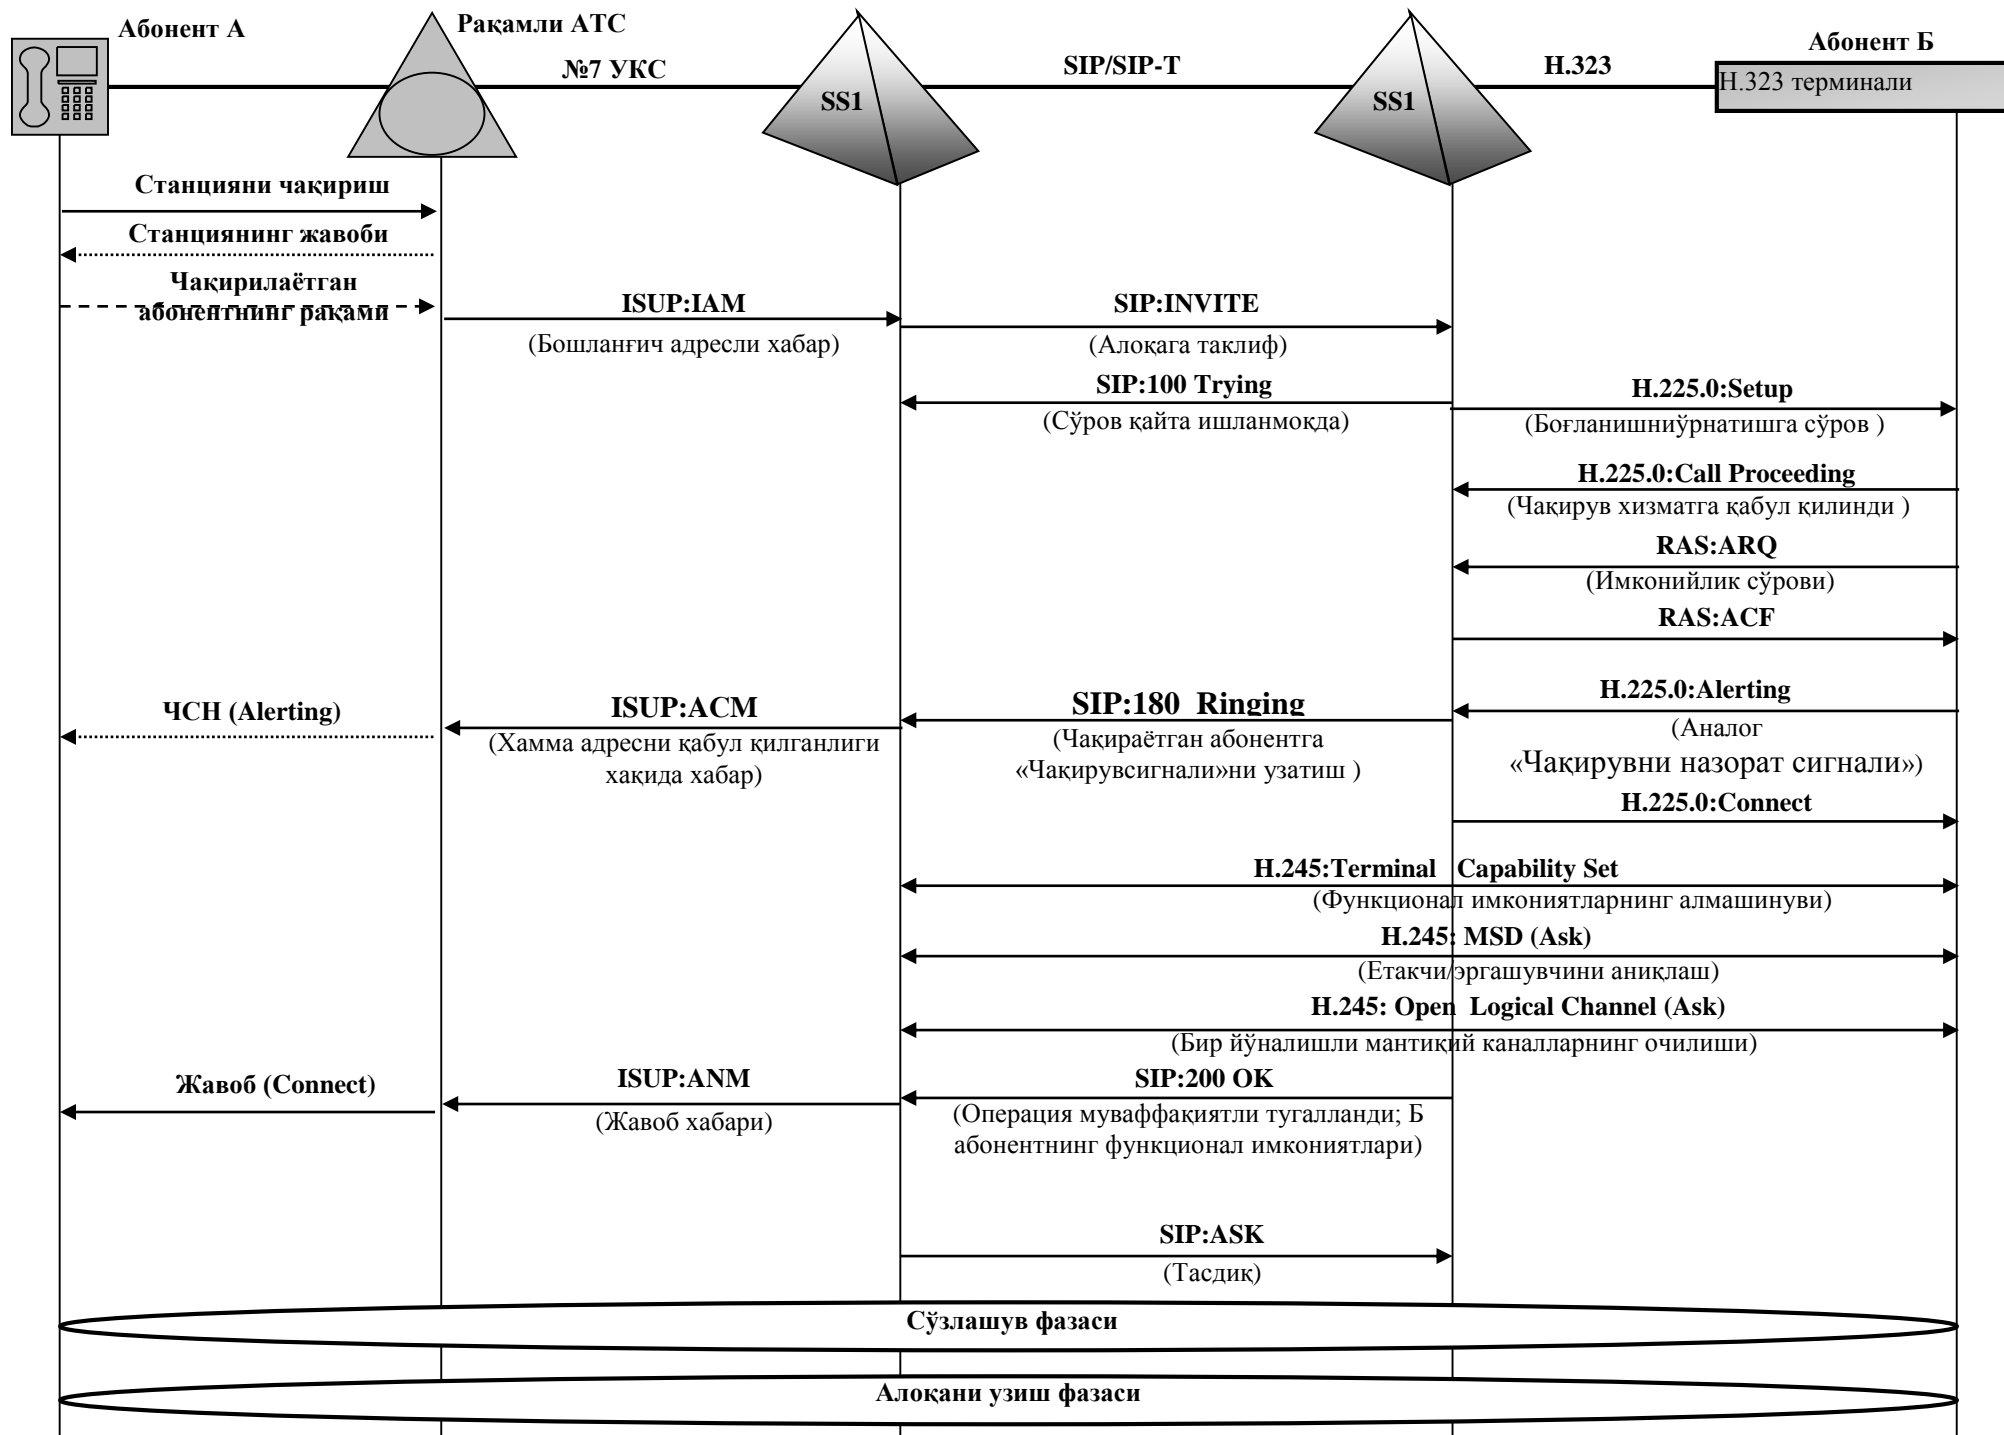 Абонент А
Рақамли АТС
№7 УКС
SIP/SIP-T
H.323
Абонент Б
H.323 терминали
SS1
SS1
Станцияни чақириш
Станциянинг жавоби
Чақирилаётган
абонентнинг рақами
ISUP:IAM
(Бошланғич адресли хабар)
SIP:INVITE
(Алоқага таклиф)
SIP:100 Trying
(Сўров қайта ишланмоқда)
H.225.0:Setup
(Боғланишниўрнатишга сўров )
H.225.0:Call Proceeding
(Чақирув хизматга қабул қилинди )
RAS:ARQ
(Имконийлик сўрови)
RAS:ACF
ЧСН (Alerting)
ISUP:ACM
(Хамма адресни қабул қилганлиги
хақида хабар)
SIP:180 Ringing
(Чақираётган абонентга
«Чақирувсигнали»ни узатиш )
H.225.0:Alerting
(Аналог
«Чақирувни назорат сигнали»)
H.225.0:Connect
H.245:Terminal Capability Set
(Функционал имкониятларнинг алмашинуви)
H.245: MSD (Ask)
(Етакчи/эргашувчини аниқлаш)
H.245: Open Logical Channel (Ask)
(Бир йўналишли мантиқий каналларнинг очилиши)
Жавоб (Connect)
ISUP:ANM
(Жавоб хабари)
SIP:200 OK
(Операция муваффақиятли тугалланди; Б
абонентнинг функционал имкониятлари)
SIP:ASK
(Тасдиқ)
Сўзлашув фазаси
Алоқани узиш фазаси